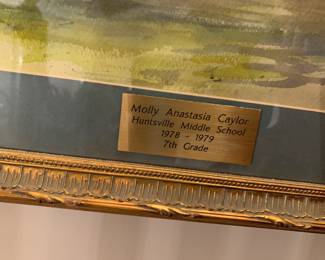 Molly Anastasia Caylor
Huntsville Middle School
1978 - 1979
7th Grade